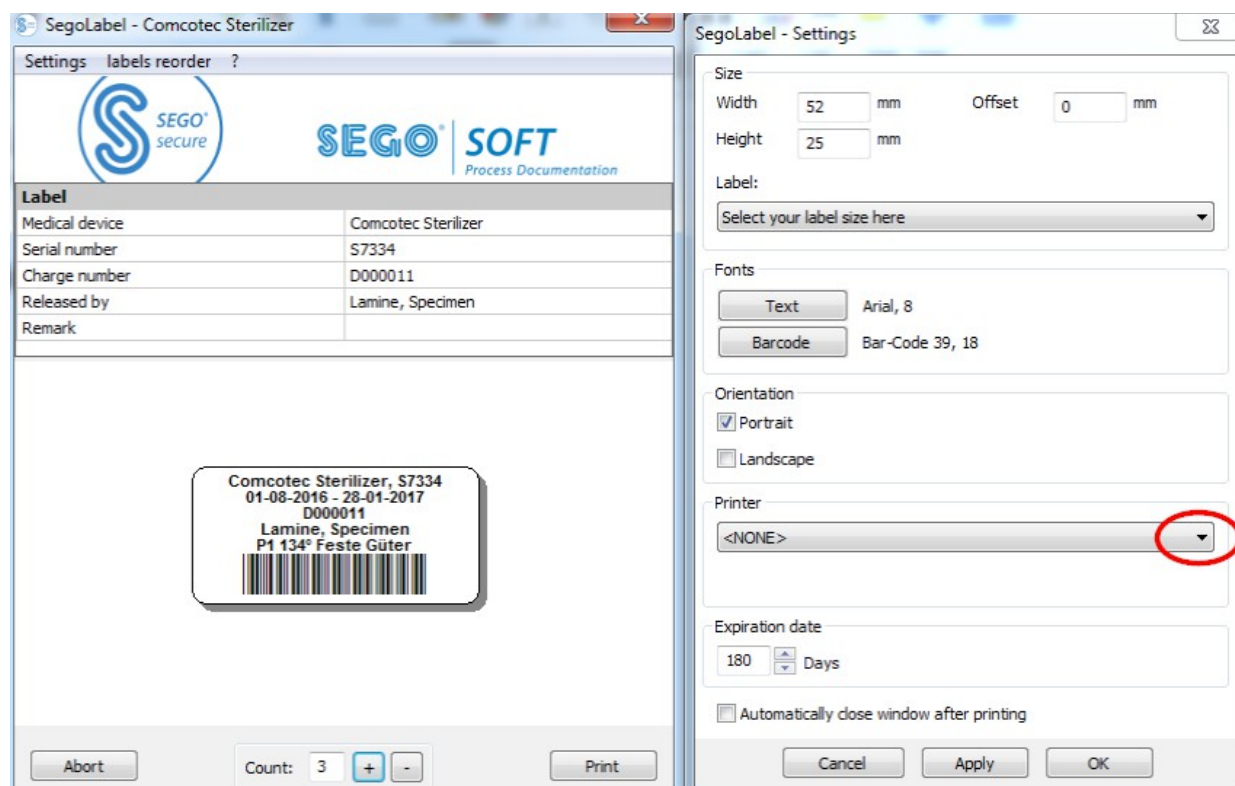 SegoLabel - Comcotec Sterilizer
Settings labels reorder ?
SEGO°
secure
SEGO° SOFT
Process Documentation
Label
Medical device Comcotec Sterilizer
Serial number S7334
Charge number D000011
Released by Lamine, Specimen
Remark
Comcotec Sterilizer, S7334
01-08-2016 - 28-01-2017
D000011
Lamine, Specimen
P1 134º Feste Güter
Abort Count: 3 + - Print
SegoLabel - Settings
Size
Width 52 mm Offset 0 mm
Height 25 mm
Label:
Select your label size here
Fonts
Text Arial, 8
Barcode Bar-Code 39, 18
Orientation
Portrait
Landscape
Printer
<NONE>
Expiration date
180 Days
Automatically close window after printing
Cancel Apply OK